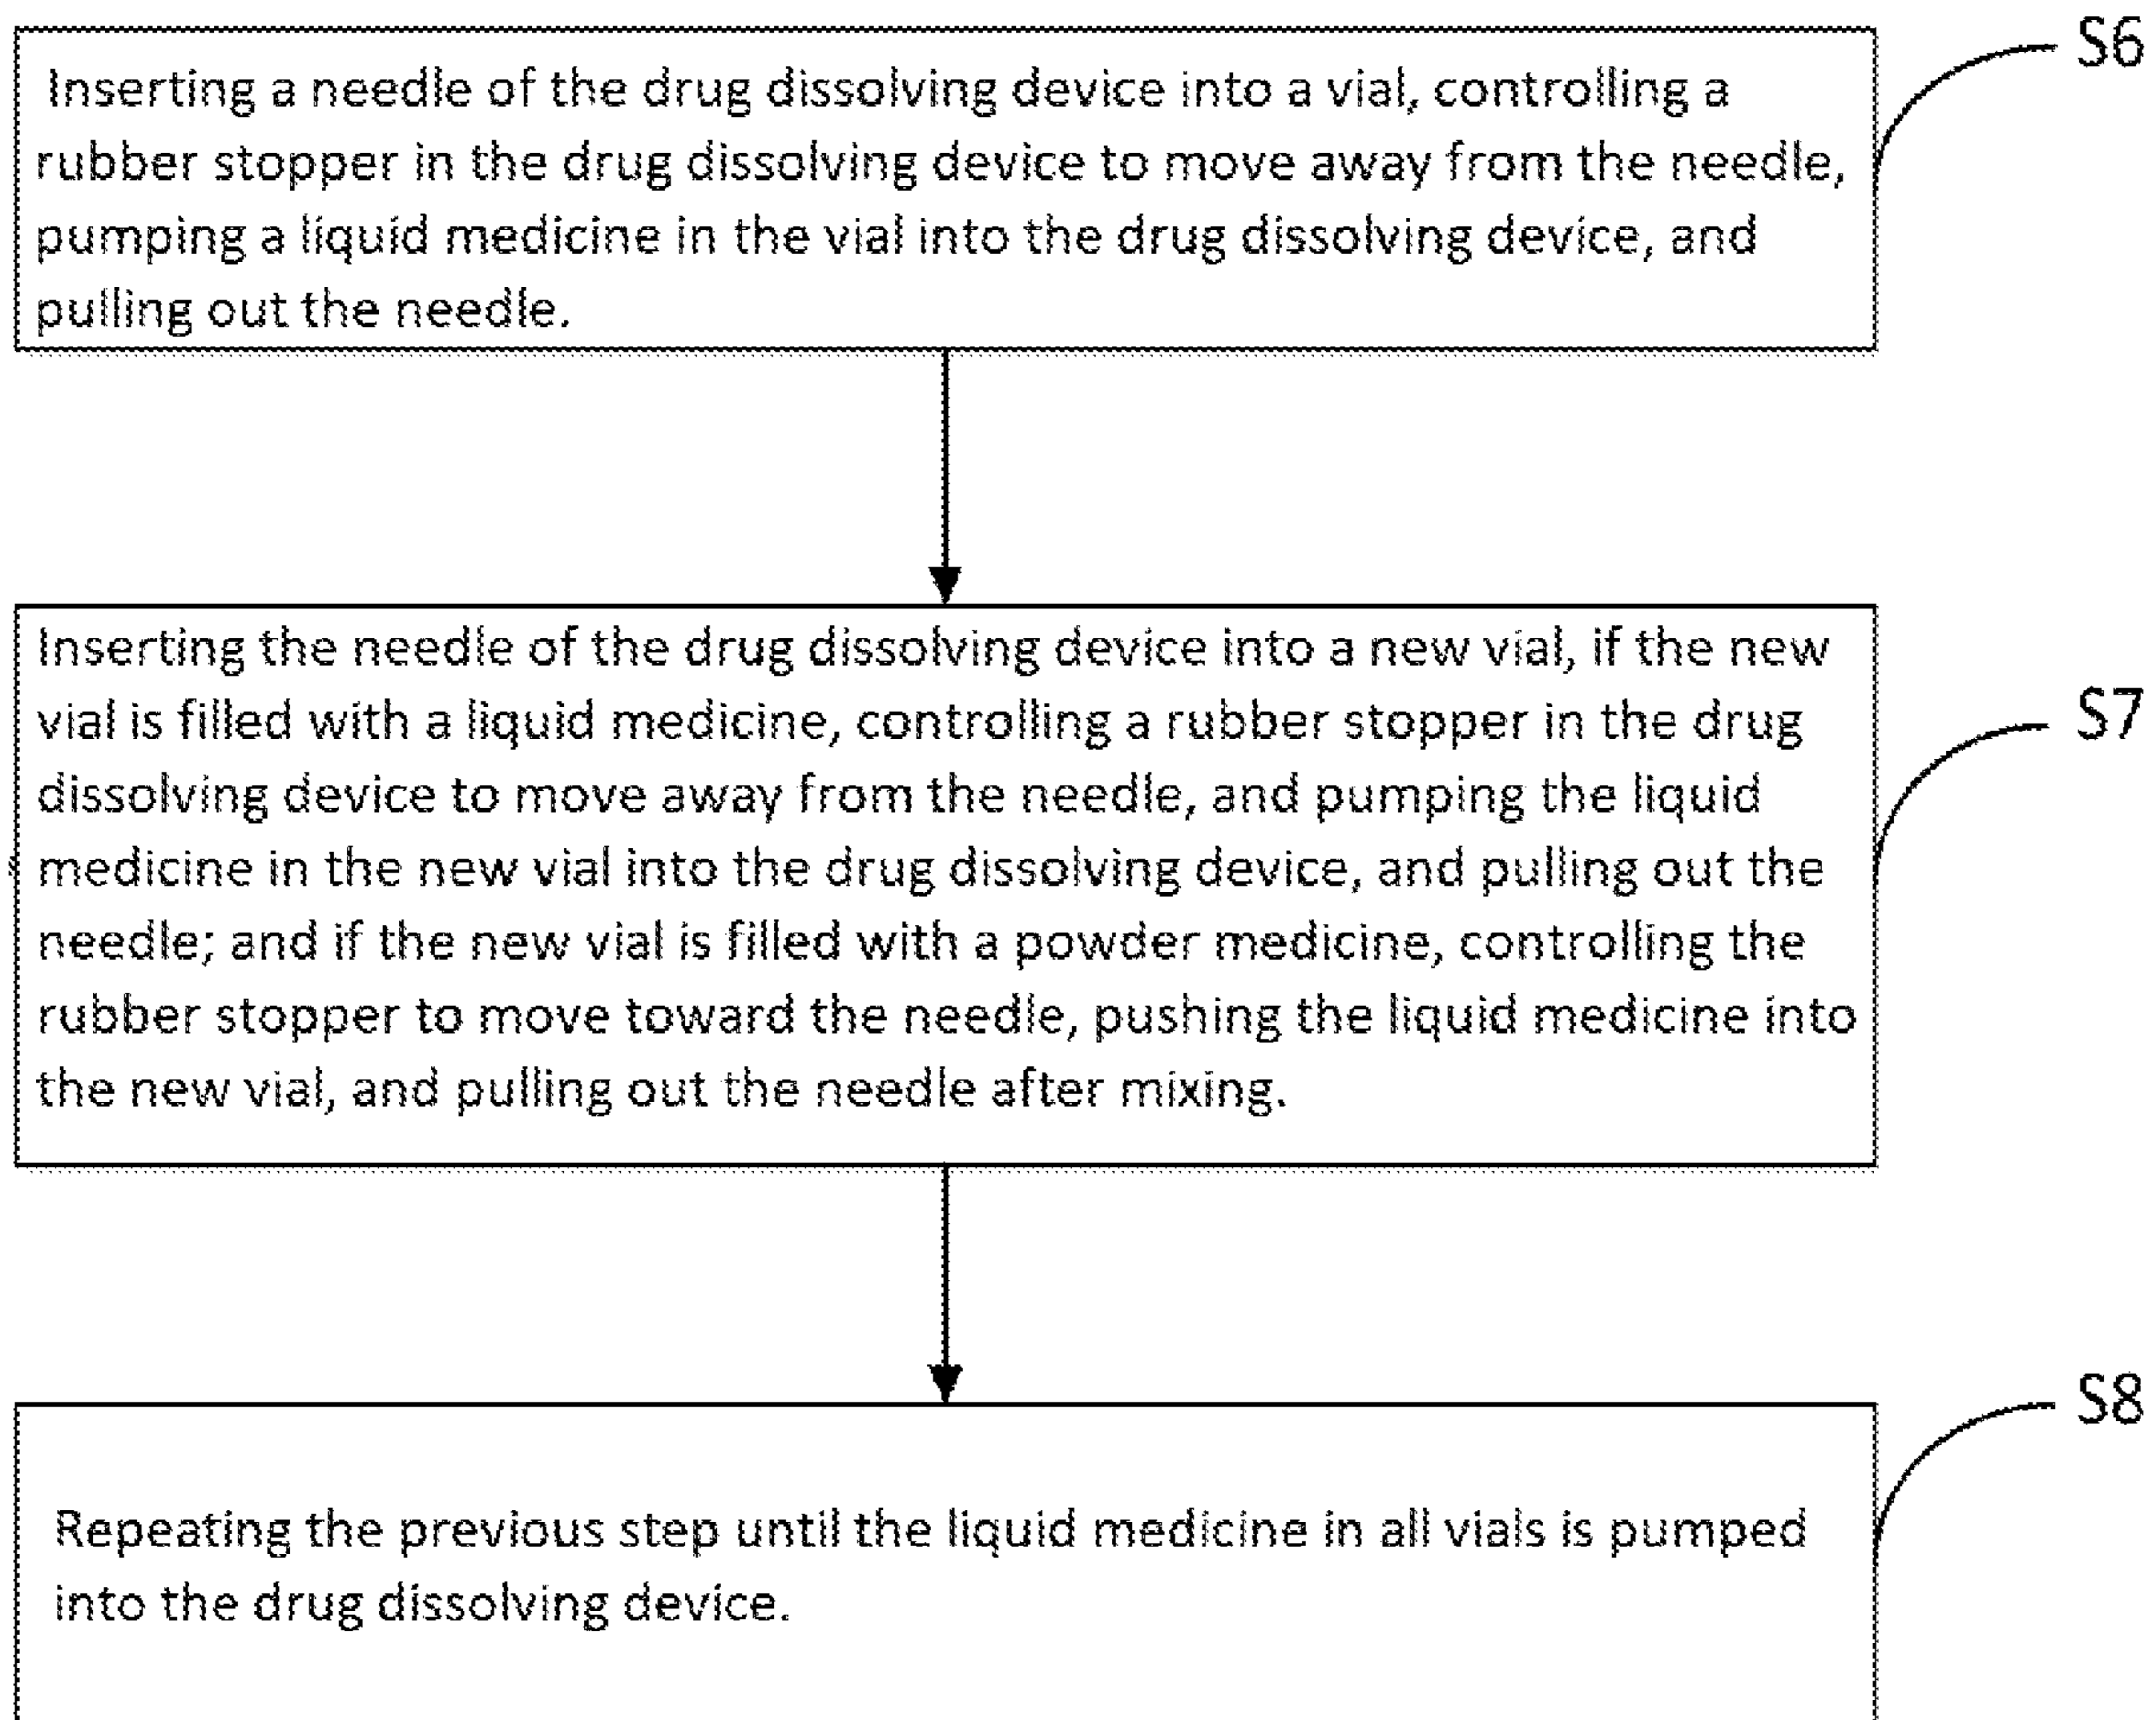 S6
Inserting a needle of the drug dissolving device into a vial, controlling a
rubber stopper in the drug dissolving device to move away from the needle,
pumping a liquid medicine in the vial into the drug dissolving device, and
pulling out the needle.
Inserting the needle of the drug dissolving device into a new vial, if the new
vial is filled with a liquid medicine, controlling a rubber stopper in the drug
S7
dissolving device to move away from the needle, and pumping the liquid
medicine in the new vial into the drug dissolving device, and pulling out the
needle; and if the new vial is filled with a powder medicine, controlling the
rubber stopper to move toward the needle, pushing the liquid medicine into
the new vial, and pulling out the needle after mixing.
S8
Repeating the previous step until the liquid medicine in all vials is pumped
into the drug dissolving device.